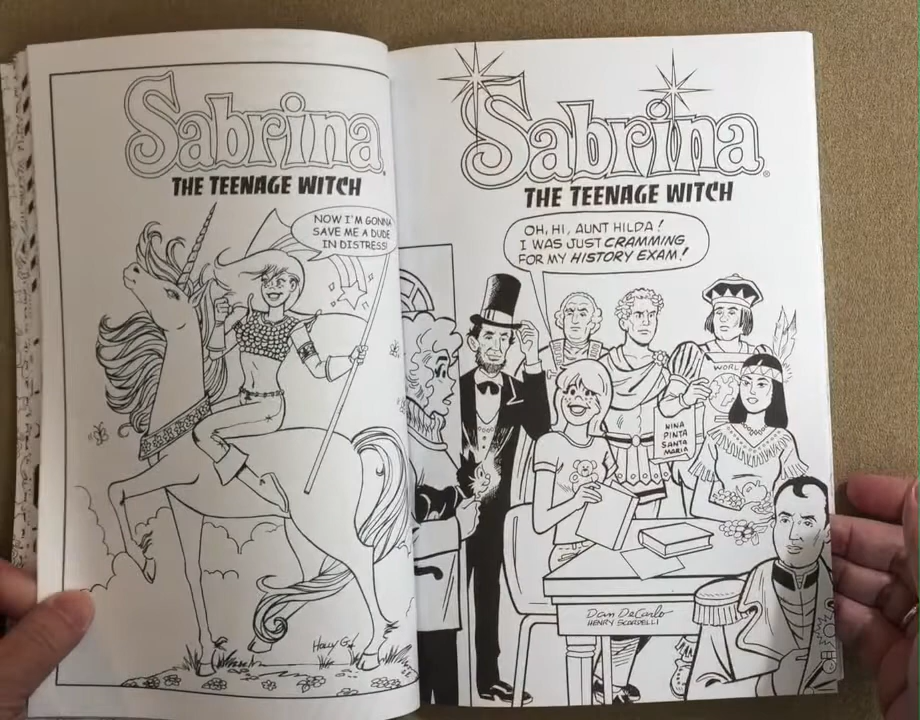 Sabrina
THE TEENAGE WITCH
NOW I'M GONNA
SAVE ME A DUDE
IN DISTRESS!
Holly G!
Sabrina
®
THE TEENAGE WITCH
OH, HI, AUNT HILDA!
I WAS JUST CRAMMING
FOR MY HISTORY EXAM!
WORL
NINA
PINTA
SANTA
MARIA
Dan DeCarlo
HENRY SCARPELLI